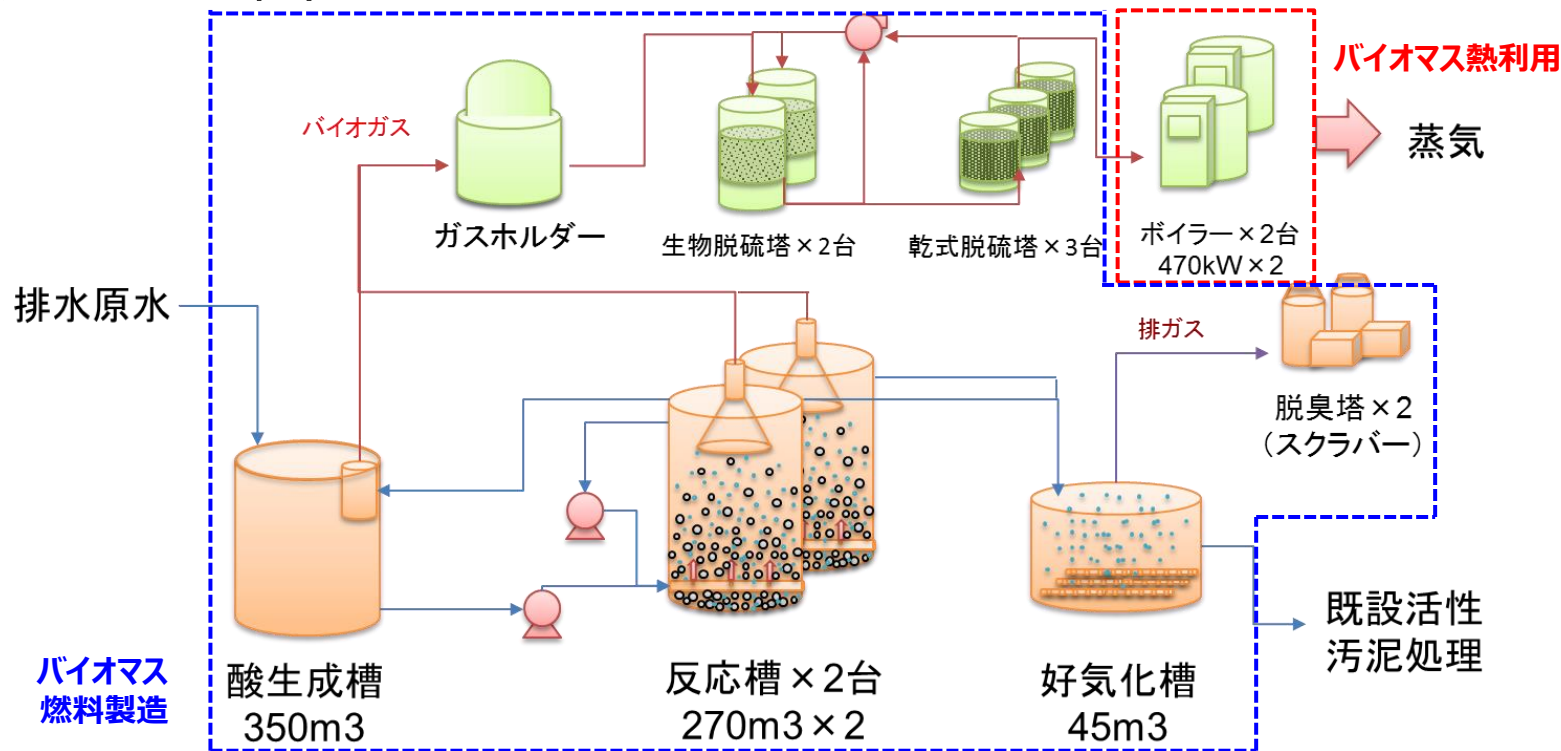 バイオマス熱利用
バイオガス
蒸気
ガスホルダー
生物脱硫塔×2台
乾式脱硫塔×3台
ボイラー×2台
470kW×2
排水原水
排ガス
脱臭塔×2
（スクラバー）
既設活性
汚泥処理
バイオマス
燃料製造
酸生成槽
350m3
反応槽×2台
270m3×2
好気化槽
45m3